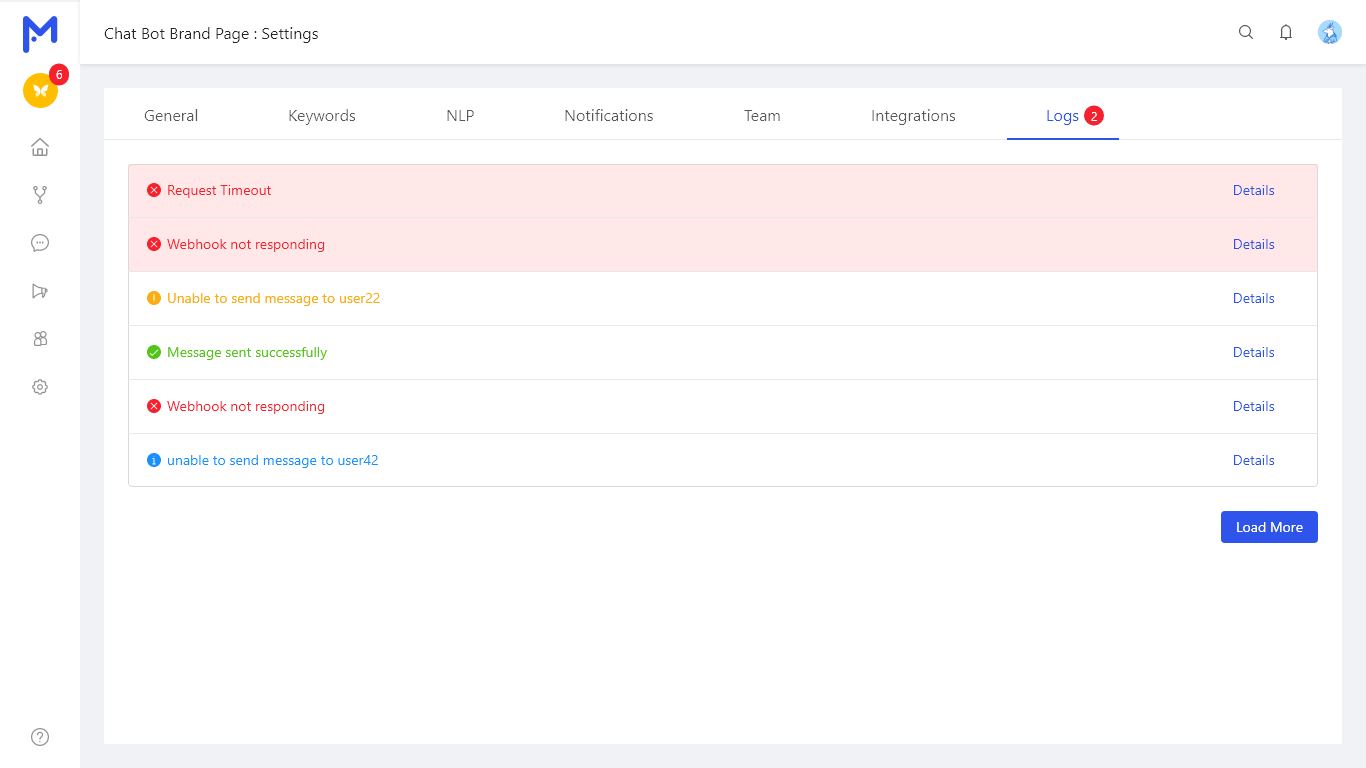 Chat Bot Brand Page : Settings
6
General Keywords NLP Notifications Team Integrations Logs 2
Request Timeout Details
Webhook not responding Details
Unable to send message to user22 Details
Message sent successfully Details
Webhook not responding Details
unable to send message to user42 Details
Load More